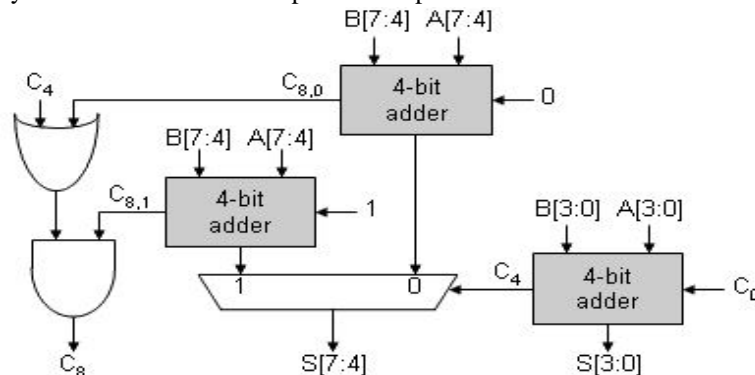 B[7:4] A[7:4]
C4
C8,0
4-bit
adder
0
B[7:4] A[7:4]
C8,1
4-bit
adder
1
B[3:0] A[3:0]
1
0
C4
4-bit
adder
C0
C8
S[7:4]
S[3:0]